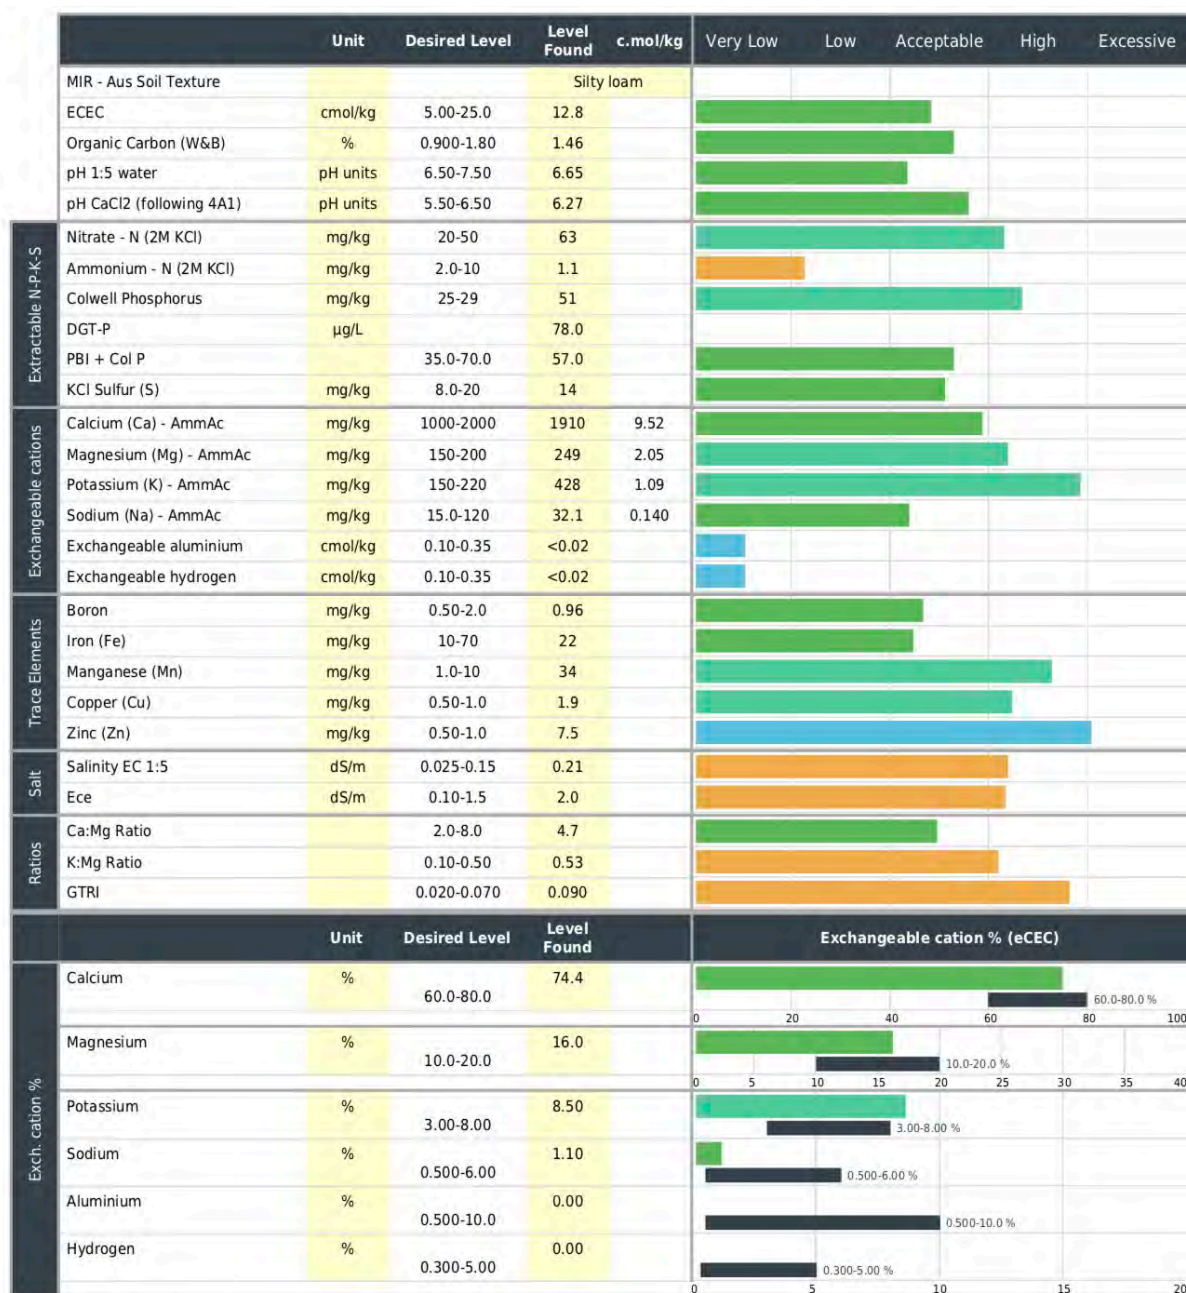 Unit Desired Level Level Found c.mol/kg Very Low Low Acceptable High Excessive
MIR - Aus Soil Texture Silty loam
ECEC cmol/kg 5.00-25.0 12.8
Organic Carbon (W&B) % 0.900-1.80 1.46
pH 1:5 water pH units 6.50-7.50 6.65
pH CaCl2 (following 4A1) pH units 5.50-6.50 6.27
Extractable N-P-K-S
Nitrate - N (2M KCl) mg/kg 20-50 63
Ammonium - N (2M KCl) mg/kg 2.0-10 1.1
Colwell Phosphorus mg/kg 25-29 51
DGT-P µg/L 78.0
PBI + Col P 35.0-70.0 57.0
KCl Sulfur (S) mg/kg 8.0-20 14
Exchangeable cations
Calcium (Ca) - AmmAc mg/kg 1000-2000 1910 9.52
Magnesium (Mg) - AmmAc mg/kg 150-200 249 2.05
Potassium (K) - AmmAc mg/kg 150-220 428 1.09
Sodium (Na) - AmmAc mg/kg 15.0-120 32.1 0.140
Exchangeable aluminium cmol/kg 0.10-0.35 <0.02
Exchangeable hydrogen cmol/kg 0.10-0.35 <0.02
Trace Elements
Boron mg/kg 0.50-2.0 0.96
Iron (Fe) mg/kg 10-70 22
Manganese (Mn) mg/kg 1.0-10 34
Copper (Cu) mg/kg 0.50-1.0 1.9
Zinc (Zn) mg/kg 0.50-1.0 7.5
Salt
Salinity EC 1:5 dS/m 0.025-0.15 0.21
Ece dS/m 0.10-1.5 2.0
Ratios
Ca:Mg Ratio 2.0-8.0 4.7
K:Mg Ratio 0.10-0.50 0.53
GTRI 0.020-0.070 0.090
Unit Desired Level Level Found Exchangeable cation % (eCEC)
Exch. cation %
Calcium % 74.4
60.0-80.0 60.0-80.0 %
0 20 40 60 80 100
Magnesium % 16.0
10.0-20.0 10.0-20.0 %
0 5 10 15 20 25 30 35 40
Potassium % 8.50
3.00-8.00 3.00-8.00 %
Sodium % 1.10
0.500-6.00 0.500-6.00 %
Aluminium % 0.00
0.500-10.0 0.500-10.0 %
Hydrogen % 0.00
0.300-5.00 0.300-5.00 %
0 5 10 15 20